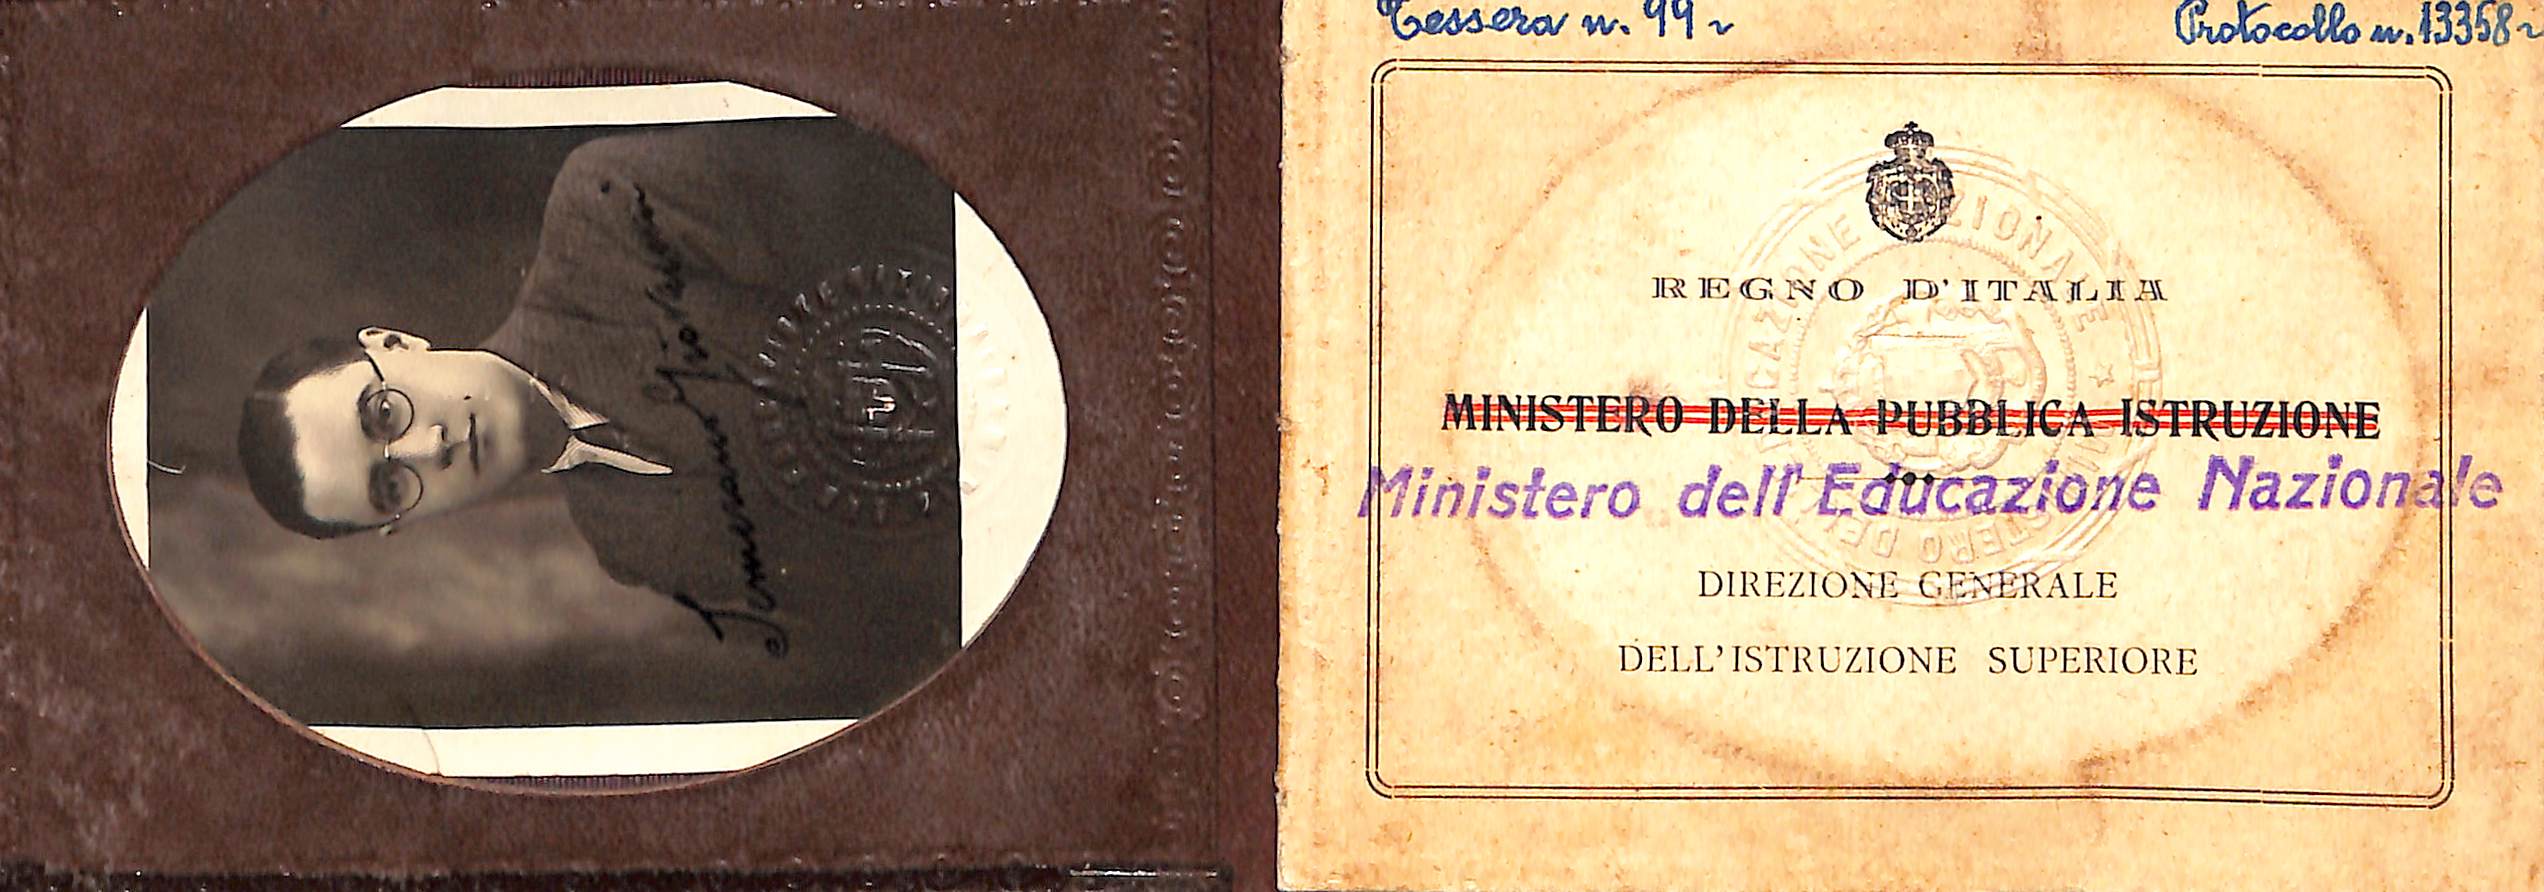 Tessera n. 99
Protocollo n. 13358
REGNO D'ITALIA
MINISTERO DELLA PUBBLICA ISTRUZIONE
Ministero dell'Educazione Nazionale
DIREZIONE GENERALE
DELL'ISTRUZIONE SUPERIORE